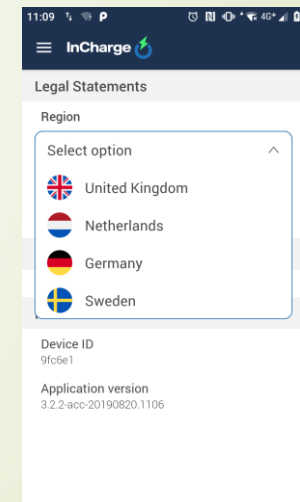 11:09
4G+
InCharge
Legal Statements
Region
Select option
United Kingdom
Netherlands
Germany
Sweden
Device ID
9fc6e1
Application version
3.2.2-acc-20190820.1106